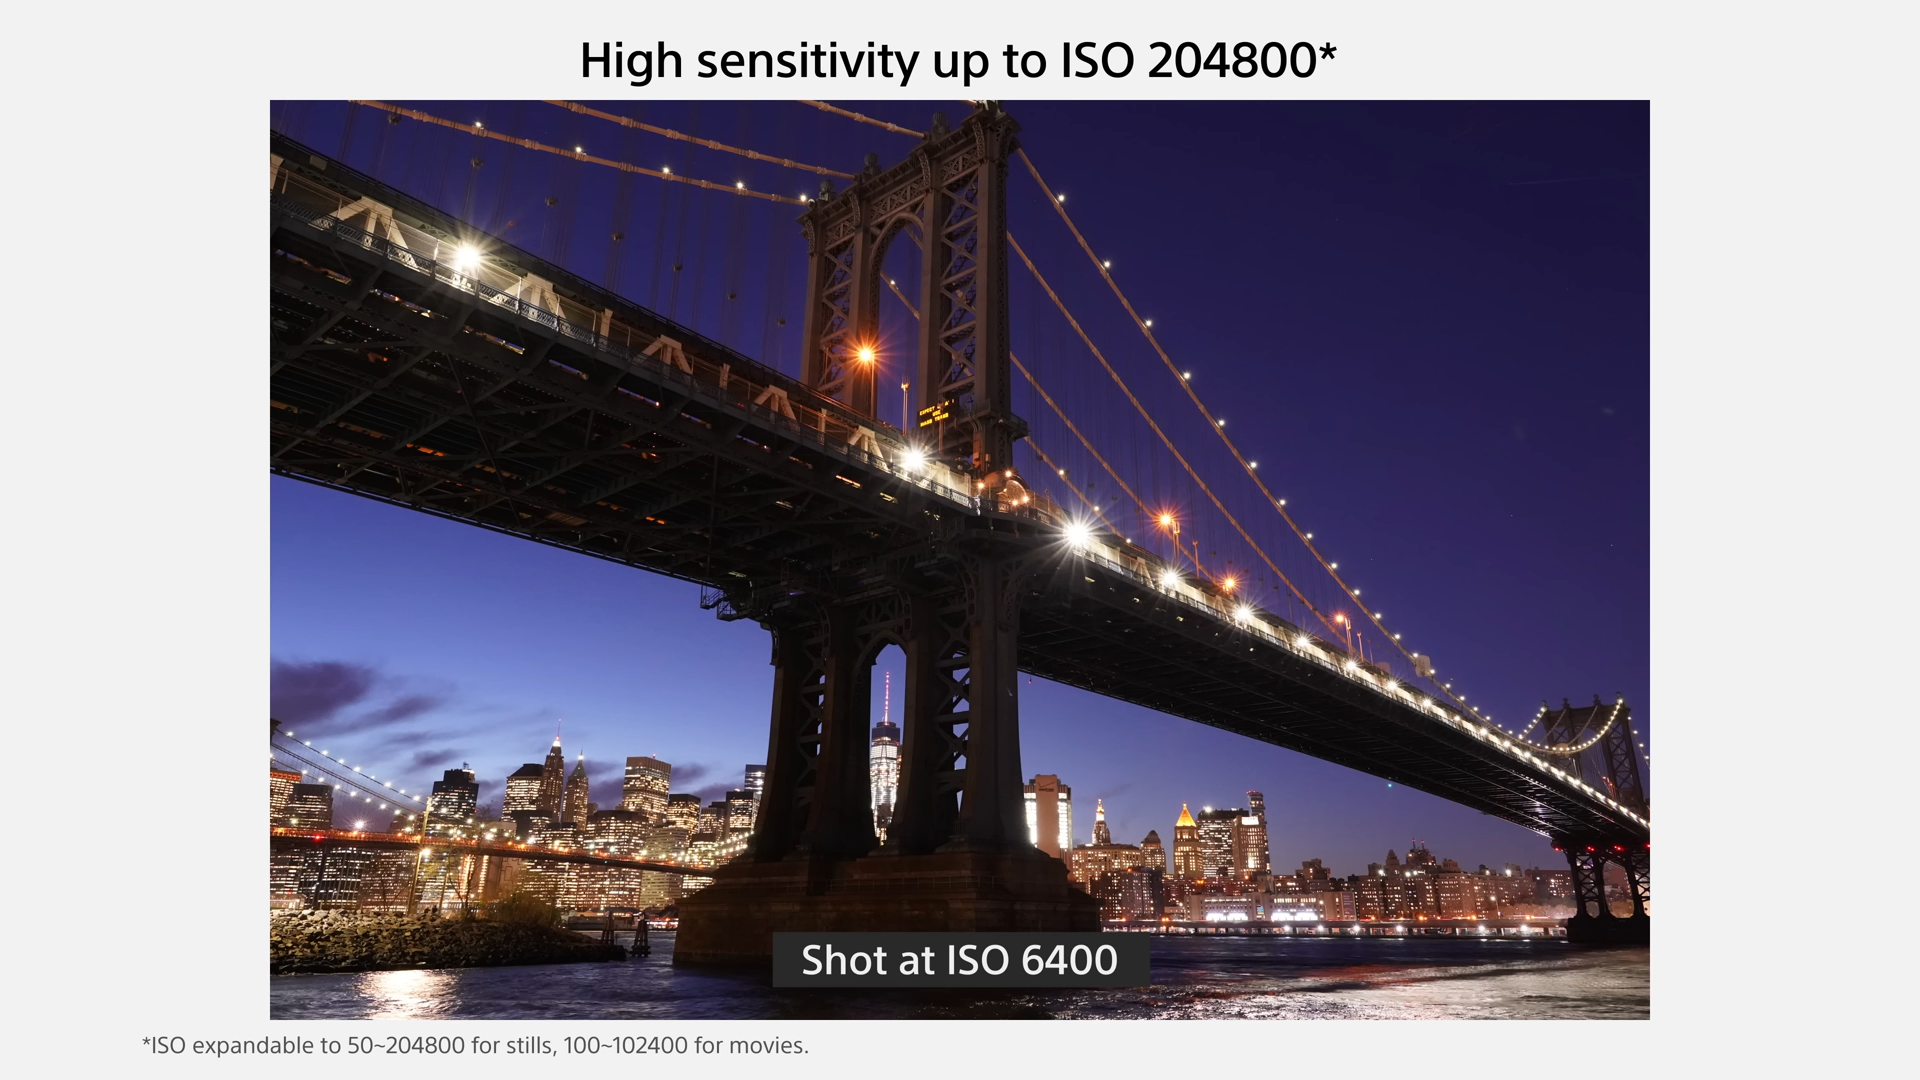 High sensitivity up to ISO 204800*
Shot at ISO 6400
*ISO expandable to 50~204800 for stills, 100~102400 for movies.